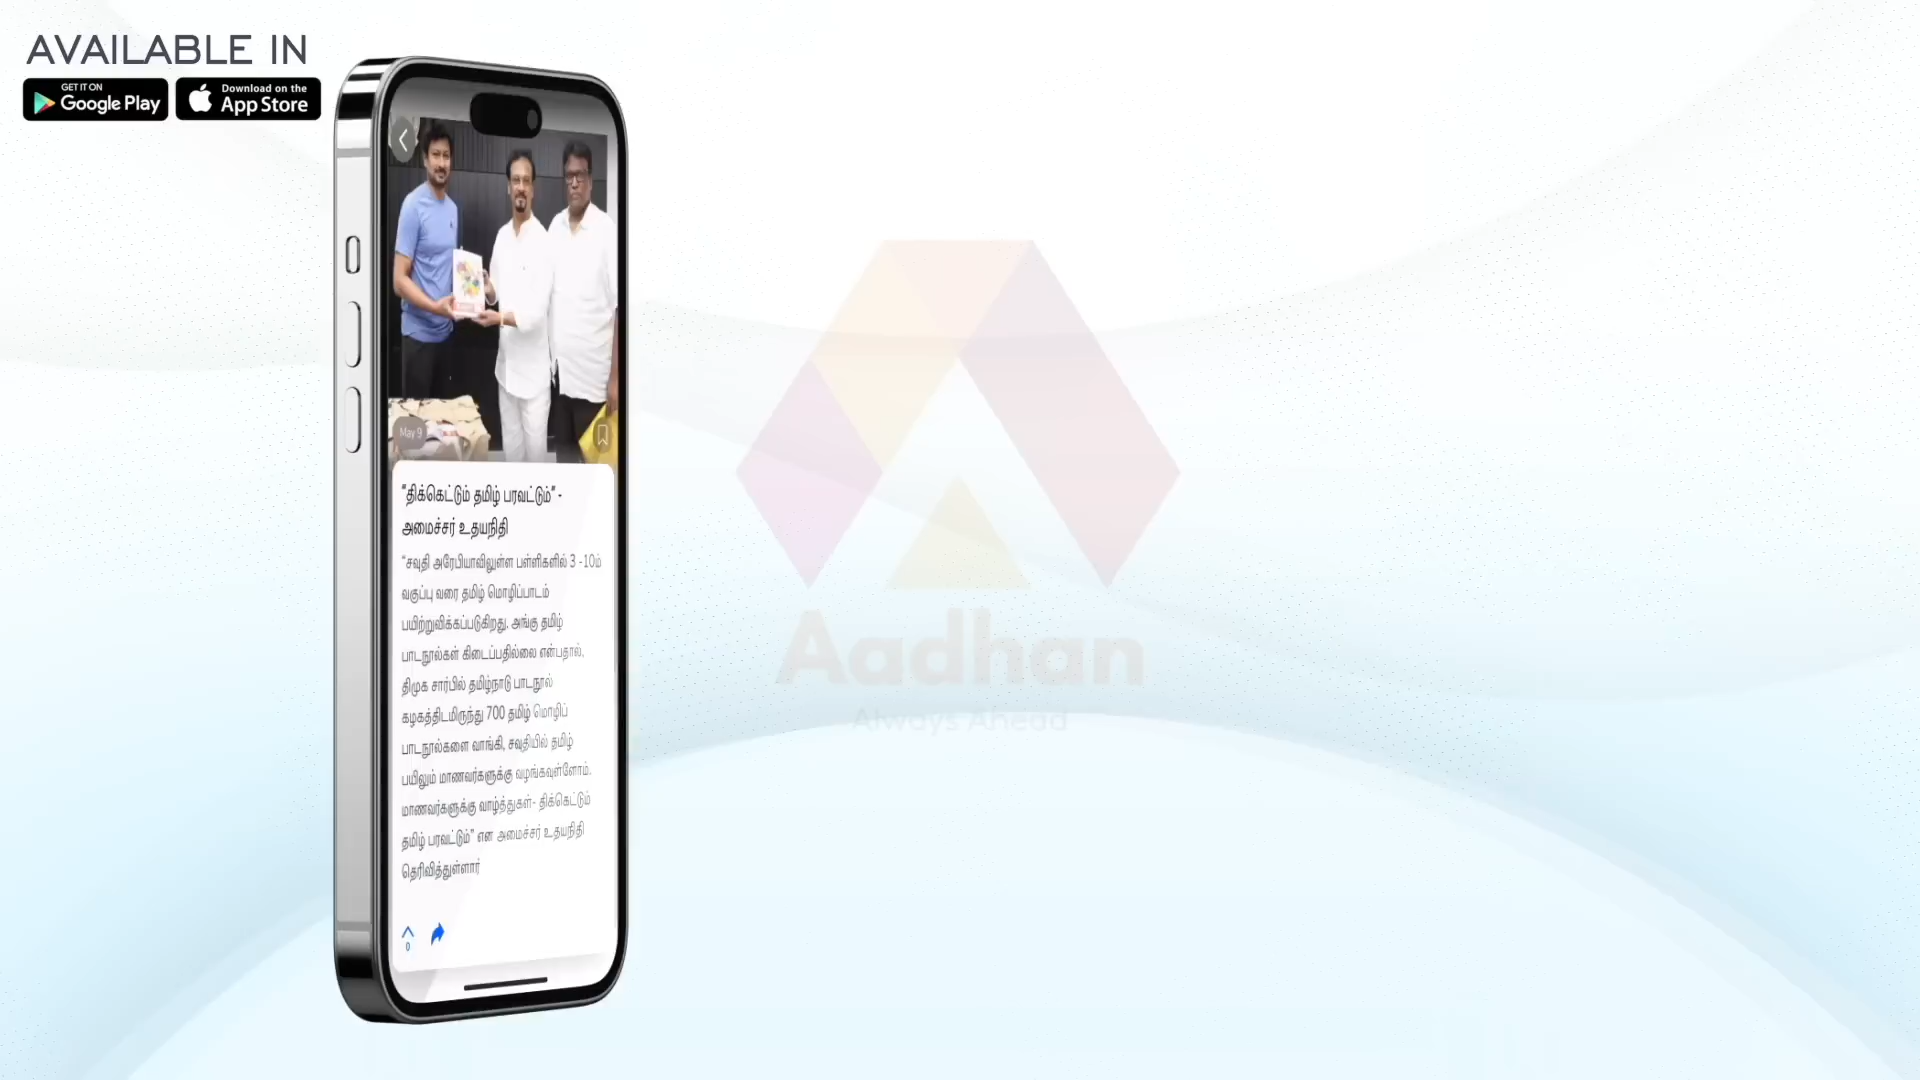 AVAILABLE IN
GET IT ON
Google Play
Download on the
App Store
May 9
"திக்கெட்டும் தமிழ் பரவட்டும்" -
அமைச்சர் உதயநிதி
"சவுதி அரேபியாவிலுள்ள பள்ளிகளில் 3 -10ம்
வகுப்பு வரை தமிழ் மொழிப்பாடம்
பயிற்றுவிக்கப்படுகிறது. அங்கு தமிழ்
பாடநூல்கள் கிடைப்பதில்லை என்பதால்,
திமுக சார்பில் தமிழ்நாடு பாடநூல்
கழகத்திடமிருந்து 700 தமிழ் மொழிப்
பாடநூல்களை வாங்கி, சவுதியில் தமிழ்
பயிலும் மாணவர்களுக்கு வழங்கவுள்ளோம்.
மாணவர்களுக்கு வாழ்த்துகள்- திக்கெட்டும்
தமிழ் பரவட்டும்" என அமைச்சர் உதயநிதி
தெரிவித்துள்ளார்
0
Aadhan
Always Ahead